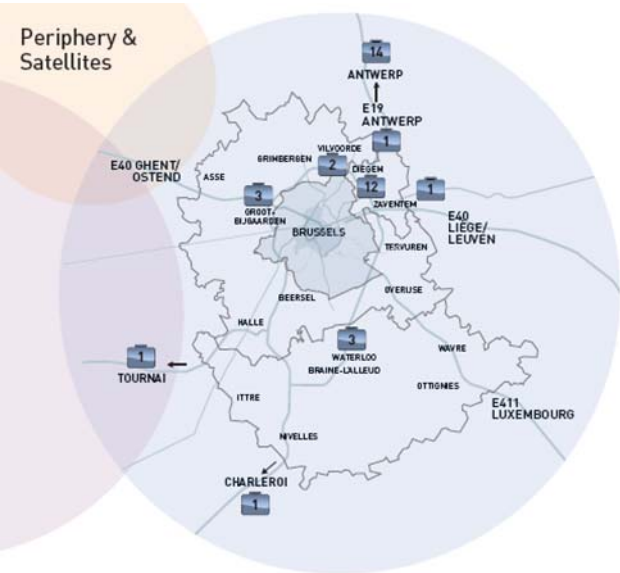 Periphery &
Satellites
14
ANTWERP
E19
ANTWERP
1
VILVOORDE
GRIMBERGEN
2
DIEGEM
E40 GHENT/
OSTEND
ASSE
12
1
3
ZAVENTEM
GROOT-
BIJGAARDEN
E40
LIÈGE/
LEUVEN
BRUSSELS
TERVUREN
OVERIJSE
BEERSEL
HALLE
3
WATERLOO
BRAINE-L'ALLEUD
WAVRE
1
TOURNAI
OTTIGNIES
ITTRE
E411
LUXEMBOURG
NIVELLES
CHARLEROI
1